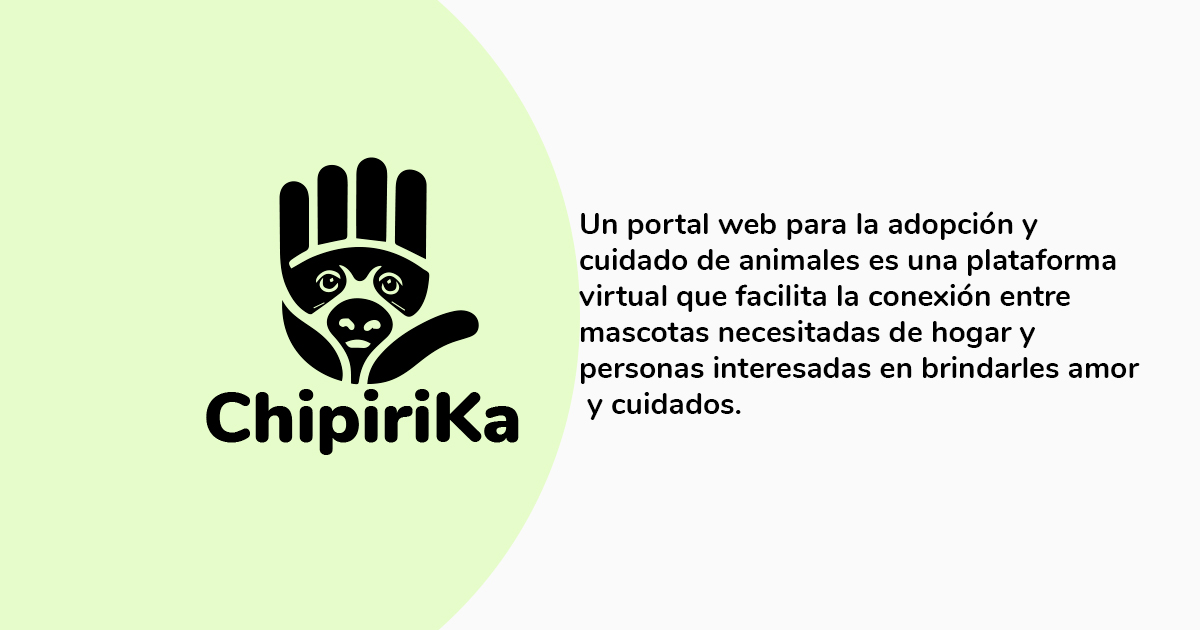 ChipiriKa
Un portal web para la adopción y
cuidado de animales es una plataforma
virtual que facilita la conexión entre
mascotas necesitadas de hogar y
personas interesadas en brindarles amor
y cuidados.